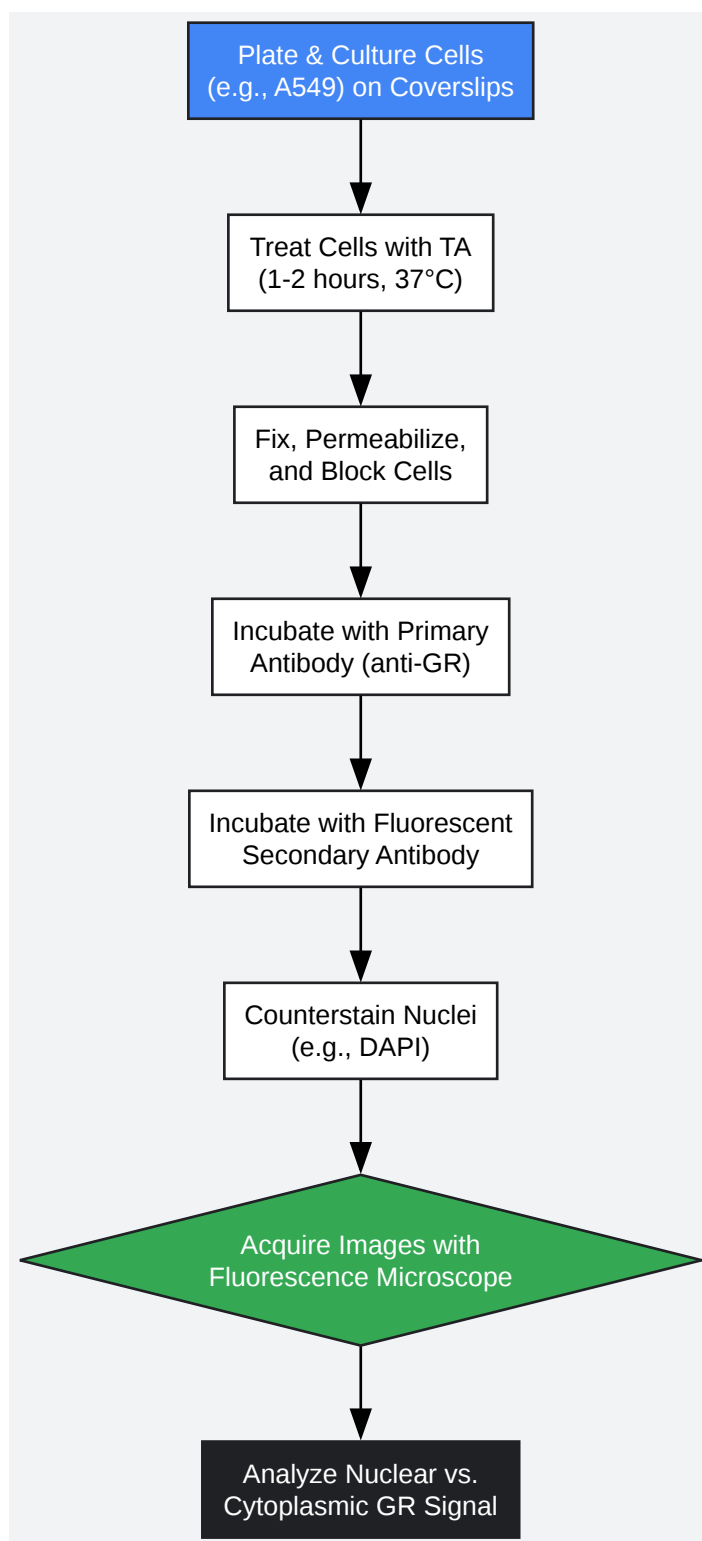 Plate & Culture Cells
(e.g., A549) on Coverslips
Treat Cells with TA
(1-2 hours, 37°C)
Fix, Permeabilize,
and Block Cells
Incubate with Primary
Antibody (anti-GR)
Incubate with Fluorescent
Secondary Antibody
Counterstain Nuclei
(e.g., DAPI)
Acquire Images with
Fluorescence Microscope
Analyze Nuclear vs.
Cytoplasmic GR Signal